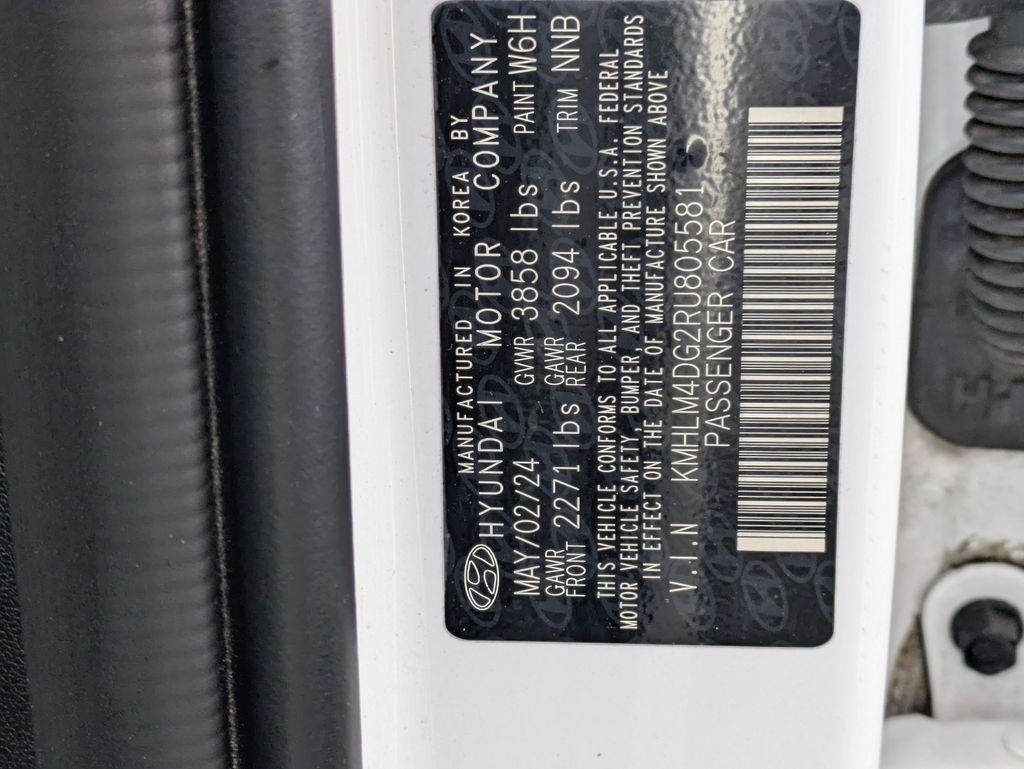 MANUFACTURED IN KOREA BY
HYUNDAI MOTOR COMPANY
MAY/02/24 GVWR 3858 lbs PAINT W6H
GAWR FRONT 2271 lbs GAWR REAR 2094 lbs TRIM NNB
THIS VEHICLE CONFORMS TO ALL APPLICABLE U.S.A. FEDERAL
MOTOR VEHICLE SAFETY, BUMPER, AND THEFT PREVENTION STANDARDS
IN EFFECT ON THE DATE OF MANUFACTURE SHOWN ABOVE
V.I.N KMHLM4DG2RU805581
PASSENGER CAR